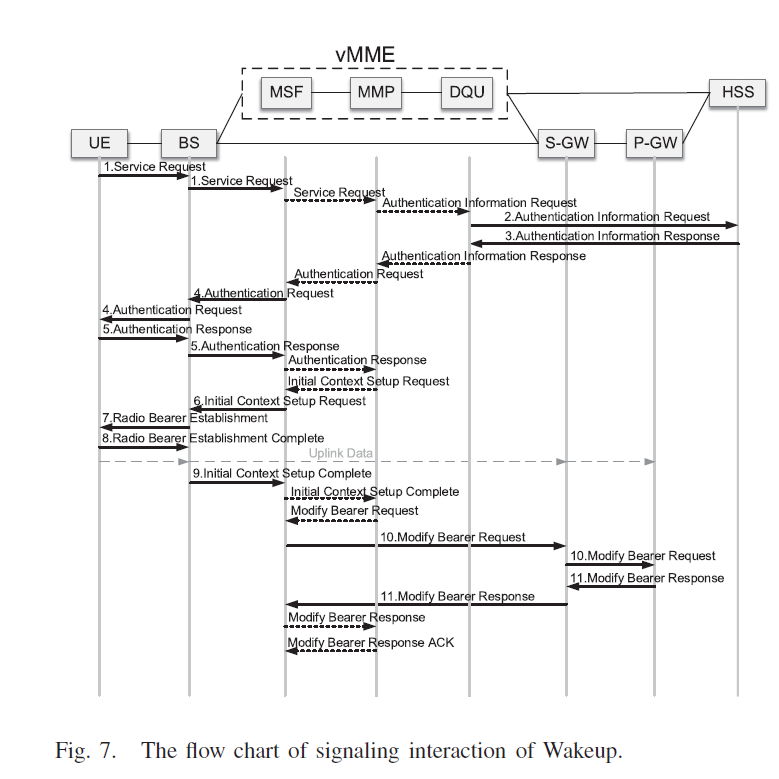 vMME
MSF MMP DQU HSS
UE BS S-GW P-GW
1.Service Request
1.Service Request
Service Request
Authentication Information Request
2.Authentication Information Request
3.Authentication Information Response
Authentication Information Response
Authentication Request
4.Authentication Request
4.Authentication Request
5.Authentication Response
5.Authentication Response
Authentication Response
Initial Context Setup Request
6.Initial Context Setup Request
7.Radio Bearer Establishment
8.Radio Bearer Establishment Complete
Uplink Data
9.Initial Context Setup Complete
Initial Context Setup Complete
Modify Bearer Request
10.Modify Bearer Request
10.Modify Bearer Request
11.Modify Bearer Response
11.Modify Bearer Response
Modify Bearer Response
Modify Bearer Response ACK
Fig. 7. The flow chart of signaling interaction of Wakeup.